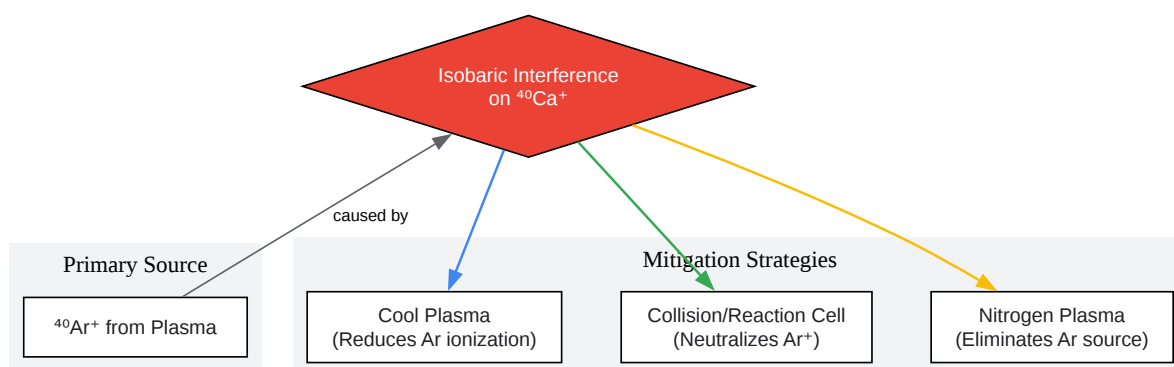 Isobaric Interference
on ⁴⁰Ca⁺
caused by
Primary Source
⁴⁰Ar⁺ from Plasma
Mitigation Strategies
Cool Plasma
(Reduces Ar ionization)
Collision/Reaction Cell
(Neutralizes Ar⁺)
Nitrogen Plasma
(Eliminates Ar source)